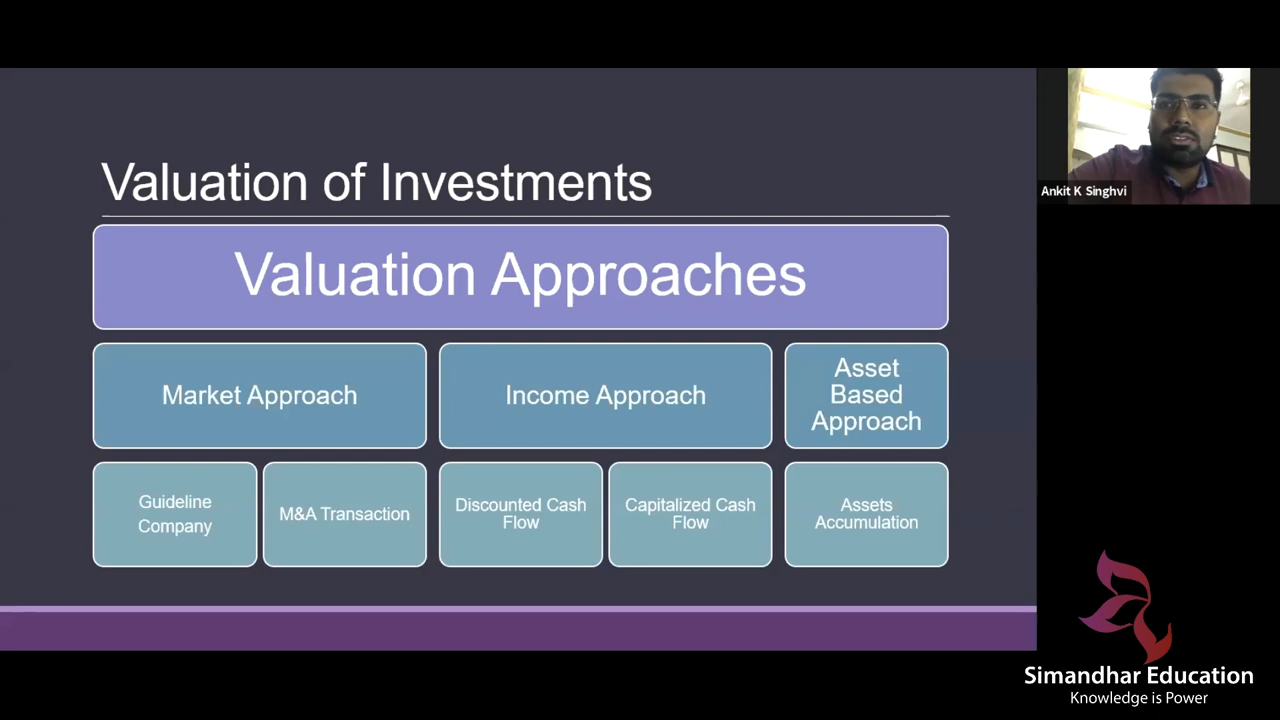 Valuation of Investments
Valuation Approaches
Market Approach
Income Approach
Asset
Based
Approach
Guideline
Company
M&A Transaction
Discounted Cash
Flow
Capitalized Cash
Flow
Assets
Accumulation
Ankit K Singhvi
Simandhar Education
Knowledge is Power